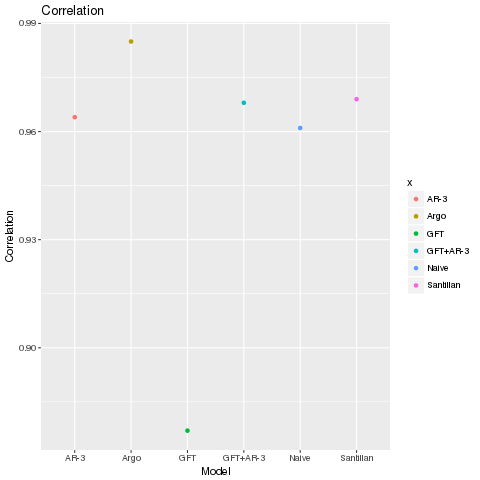 Correlation
0.99
0.96
0.93
0.90
Correlation
AR-3 Argo GFT GFT+AR-3 Naive Santillan
Model
x
AR-3
Argo
GFT
GFT+AR-3
Naive
Santillan